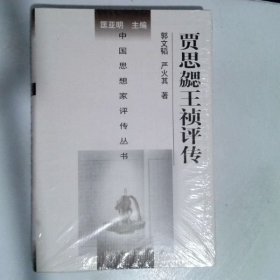 匡亚明 主编
贾思勰王祯评传
郭文韬 严火其 著
中国思想家评传丛书